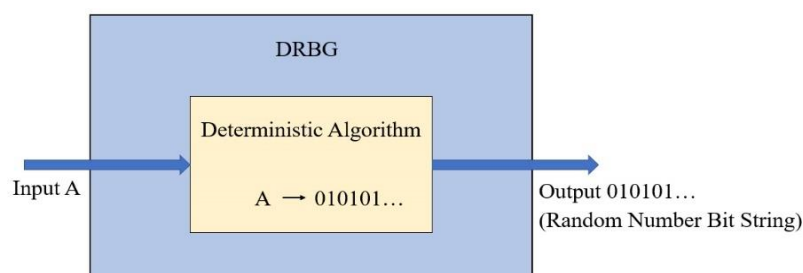 DRBG
Deterministic Algorithm
A → 010101…
Input A
Output 010101…
(Random Number Bit String)